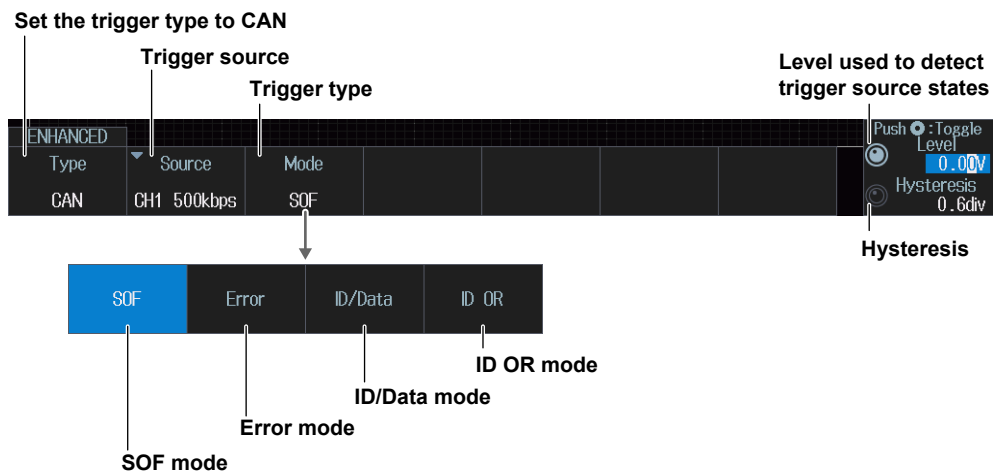 Set the trigger type to CAN
Trigger source
Trigger type
Level used to detect
trigger source states
ENHANCED
Type
CAN
Source
CH1 500kbps
Mode
SOF
Push :Toggle
Level
0.00V
Hysteresis
0.6div
Hysteresis
SOF
Error
ID/Data
ID OR
ID OR mode
ID/Data mode
Error mode
SOF mode